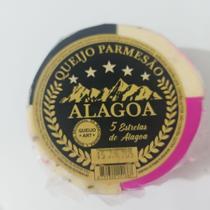 QUEIJO PARMESÃO
ALAGOA
QUEIJO
ART
5 Estrelas
de Alagoa